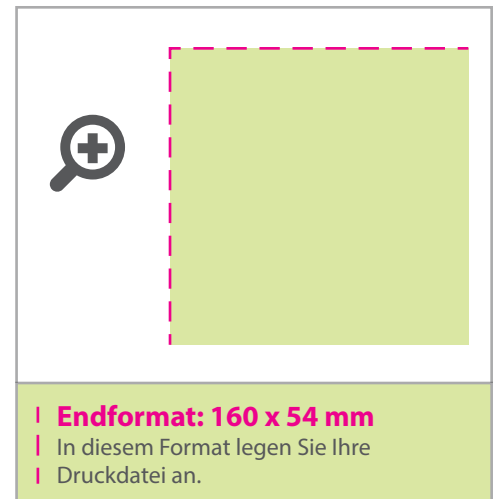 Endformat: 160 x 54 mm
In diesem Format legen Sie Ihre
Druckdatei an.